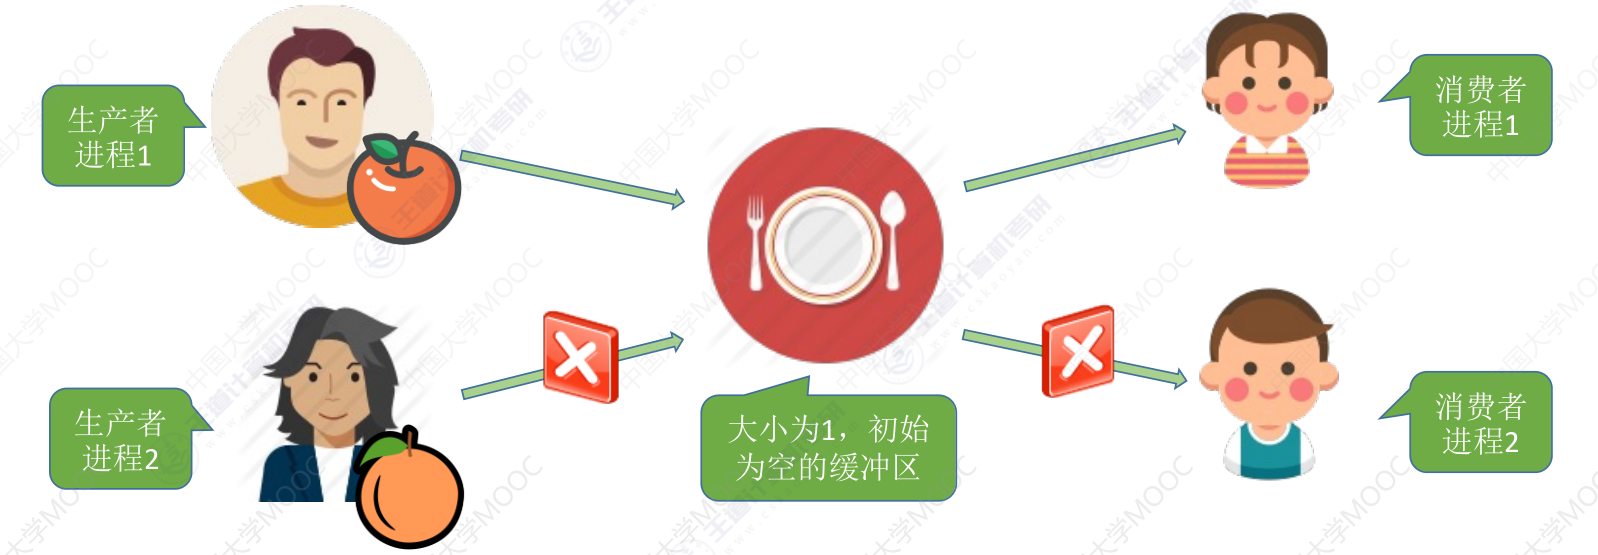 生产者
进程1
消费者
进程1
生产者
进程2
大小为1，初始
为空的缓冲区
消费者
进程2
中国大学MOOC
王道计算机考研